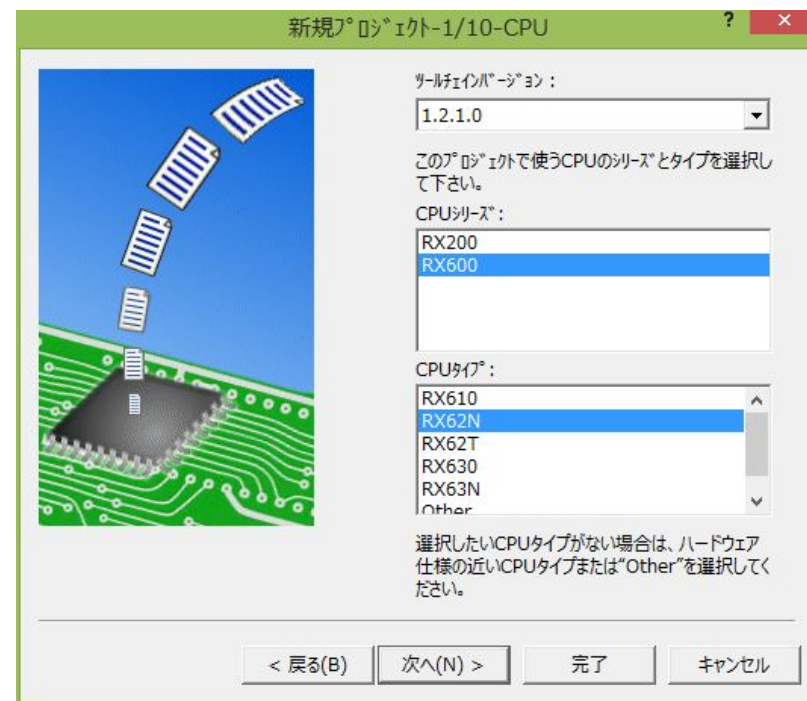 新規ﾌﾟﾛｼﾞｪｸﾄ-1/10-CPU
?
×
ﾂｰﾙﾁｪｲﾝﾊﾞｰｼﾞｮﾝ :
1.2.1.0
このﾌﾟﾛｼﾞｪｸﾄで使うCPUのｼﾘｰｽﾞとタイプを選択し
て下さい。
CPUｼﾘｰｽﾞ:
RX200
RX600
CPUﾀｲﾌﾟ:
RX610
RX62N
RX62T
RX630
RX63N
Other
選択したいCPUタイプがない場合は、ハードウェア
仕様の近いCPUタイプまたは“Other”を選択してく
ださい。
< 戻る(B)
次へ(N) >
完了
ｷｬﾝｾﾙ